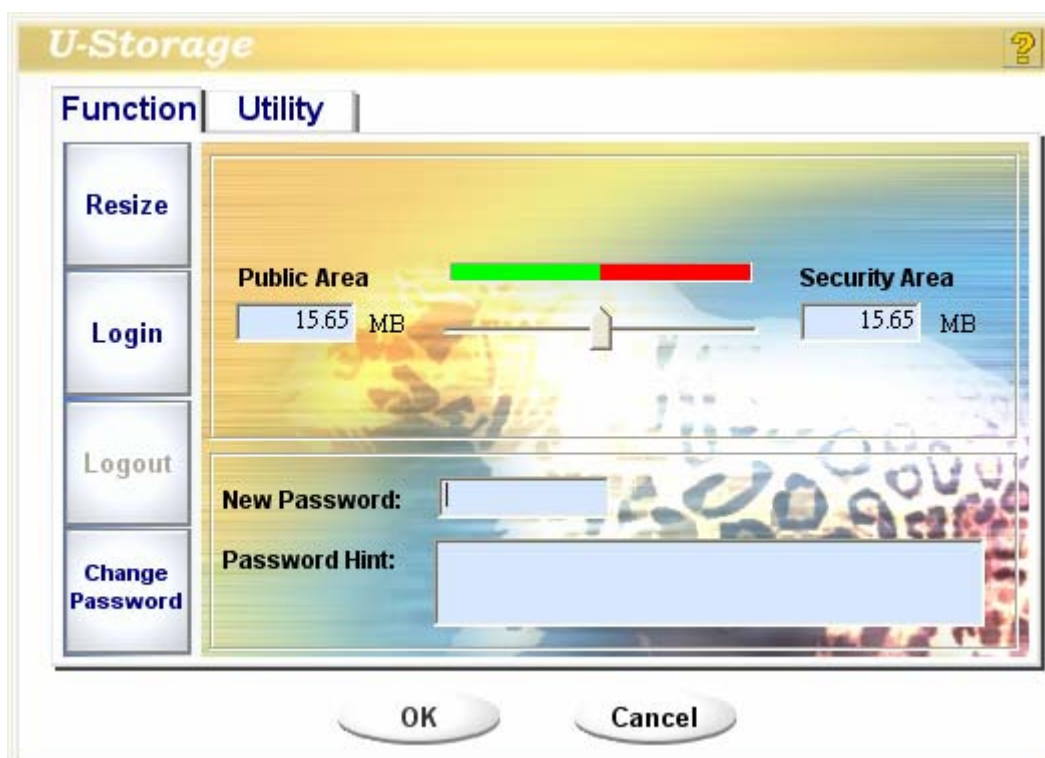 U-Storage
?
Function Utility
Resize
Public Area Security Area
15.65 MB 15.65 MB
Login
Logout
New Password:
Password Hint:
Change
Password
OK Cancel